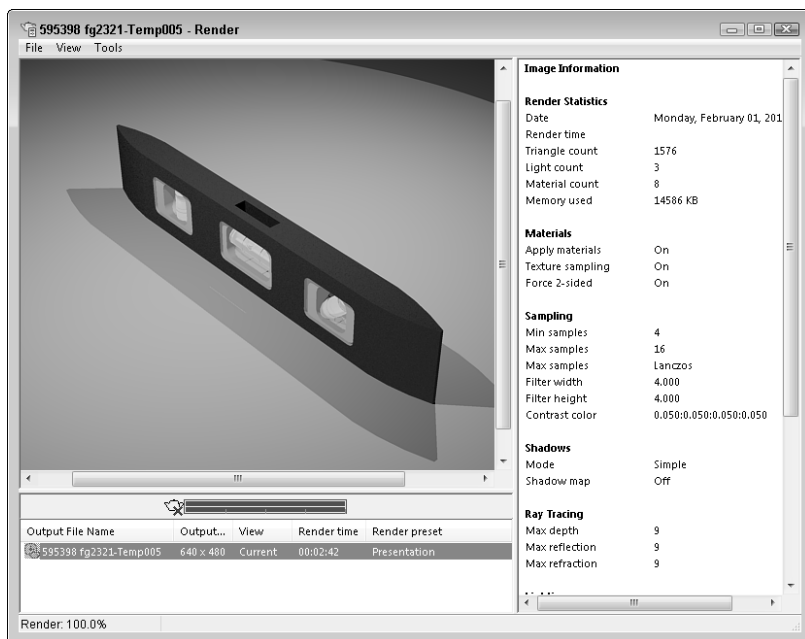 595398 fg2321-Temp005 - Render
File View Tools
Image Information
Render Statistics
Date Monday, February 01, 201
Render time
Triangle count 1576
Light count 3
Material count 8
Memory used 14586 KB
Materials
Apply materials On
Texture sampling On
Force 2-sided On
Sampling
Min samples 4
Max samples 16
Max samples Lanczos
Filter width 4.000
Filter height 4.000
Contrast color 0.050:0.050:0.050:0.050
Shadows
Mode Simple
Shadow map Off
Ray Tracing
Max depth 9
Max reflection 9
Max refraction 9
Output File Name Output... View Render time Render preset
595398 fg2321-Temp005 640 x 480 Current 00:02:42 Presentation
Render: 100.0%